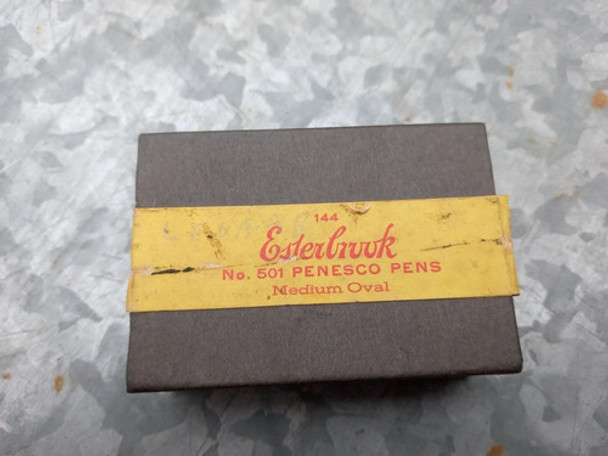 144
Esterbrook
No. 501 PENESCO PENS
Medium Oval